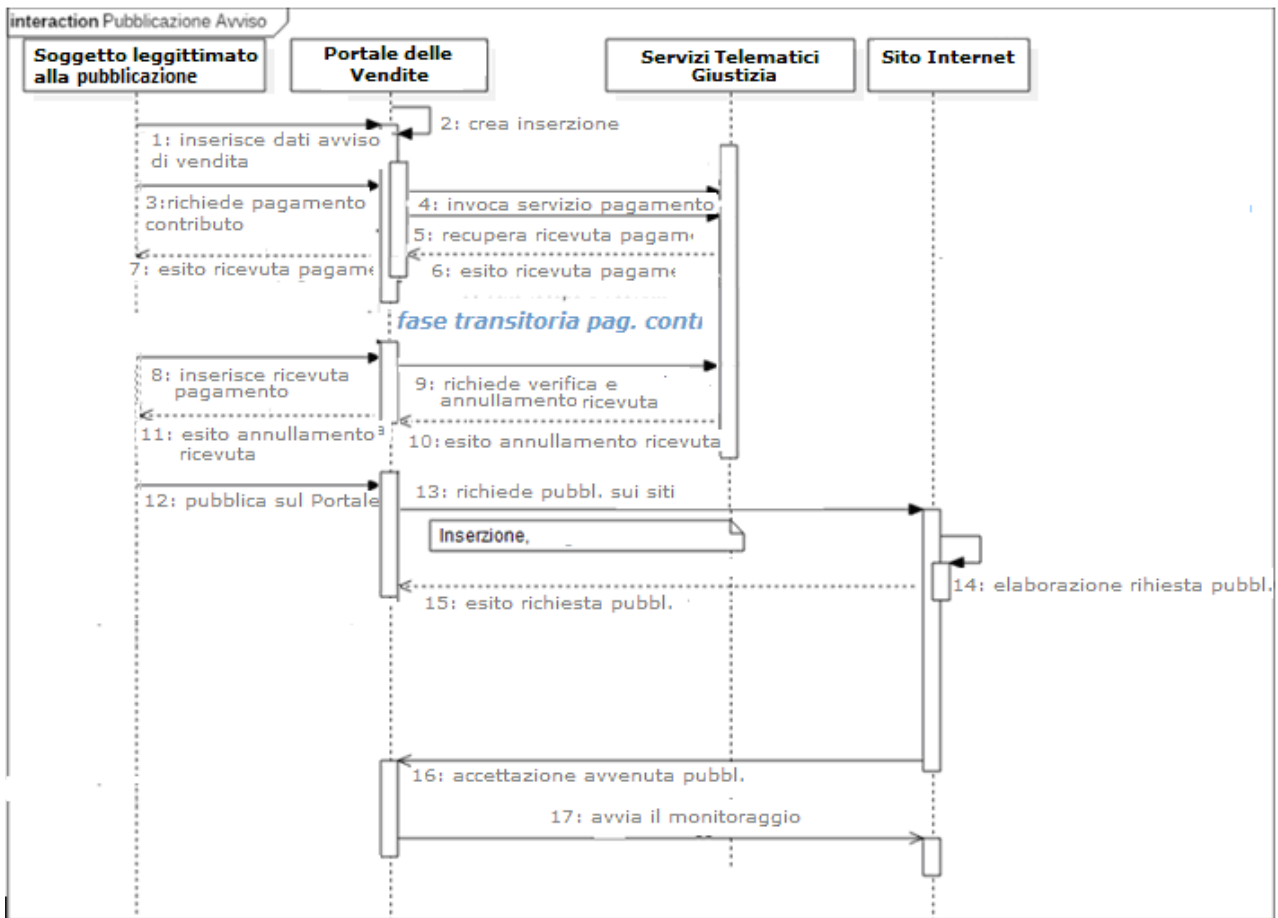 interaction Pubblicazione Avviso
Soggetto leggittimato
alla pubblicazione
Portale delle
Vendite
Servizi Telematici
Giustizia
Sito Internet
2: crea inserzione
1: inserisce dati avviso
di vendita
3:richiede pagamento
contributo
4: invoca servizio pagamento
5: recupera ricevuta pagam
6: esito ricevuta pagame
7: esito ricevuta pagame
fase transitoria pag. conti
8: inserisce ricevuta
pagamento
9: richiede verifica e
annullamento ricevuta
11: esito annullamento
ricevuta
10: esito annullamento ricevuta
12: pubblica sul Portale
13: richiede pubbl. sui siti
Inserzione,
14: elaborazione rihiesta pubbl.
15: esito richiesta pubbl.
16: accettazione avvenuta pubbl.
17: avvia il monitoraggio